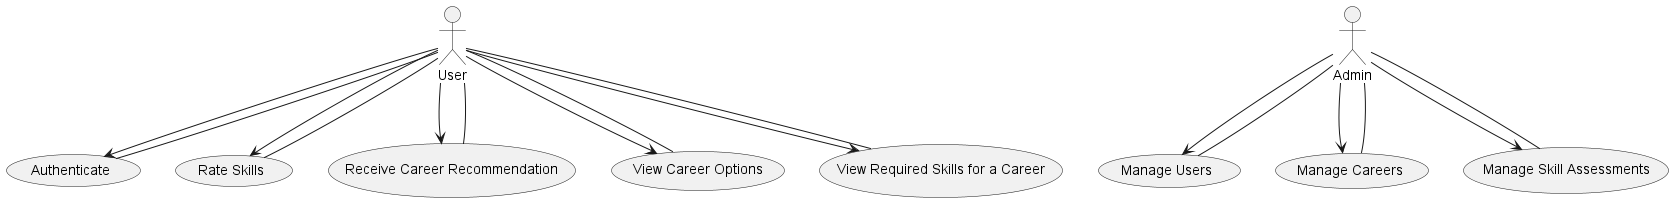 User
Admin
Authenticate
Rate Skills
Receive Career Recommendation
View Career Options
View Required Skills for a Career
Manage Users
Manage Careers
Manage Skill Assessments